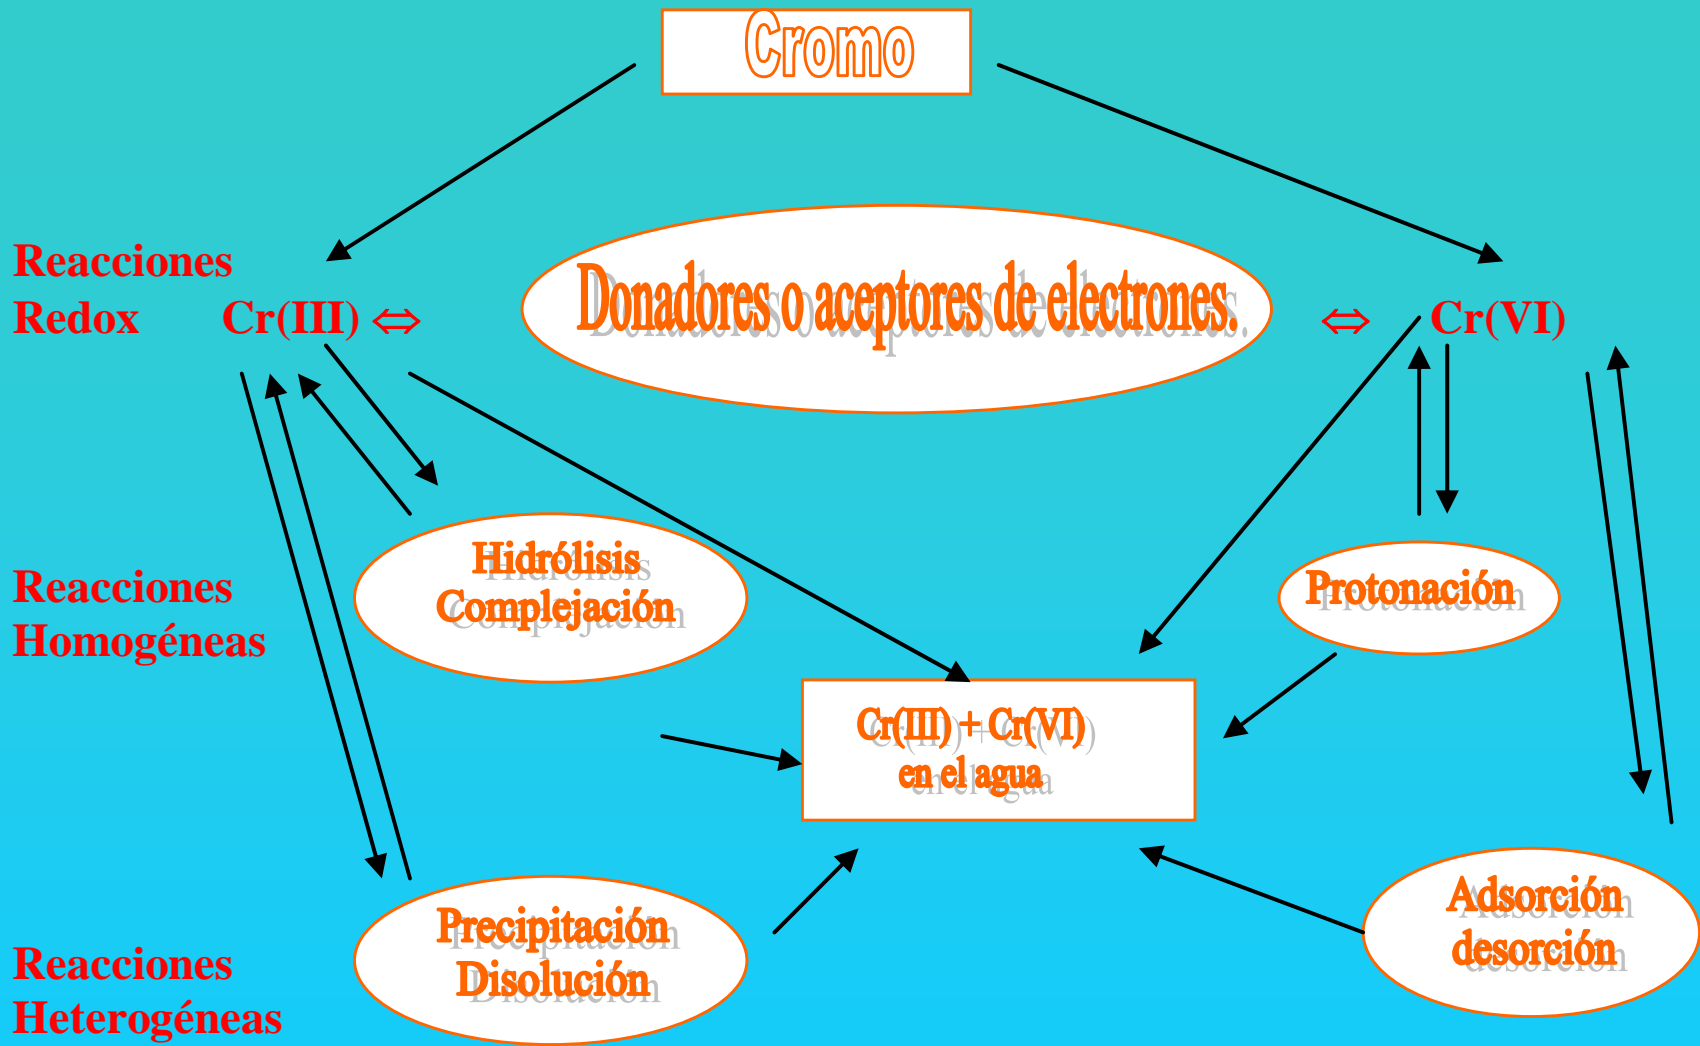 Cromo
Reacciones
Redox Cr(III) ⇔ Donadores o aceptores de electrones. ⇔ Cr(VI)
Hidrólisis
Complejación
Reacciones
Homogéneas
Protonación
Cr(III) + Cr(VI)
en el agua
Precipitación
Disolución
Adsorción
desorción
Reacciones
Heterogéneas